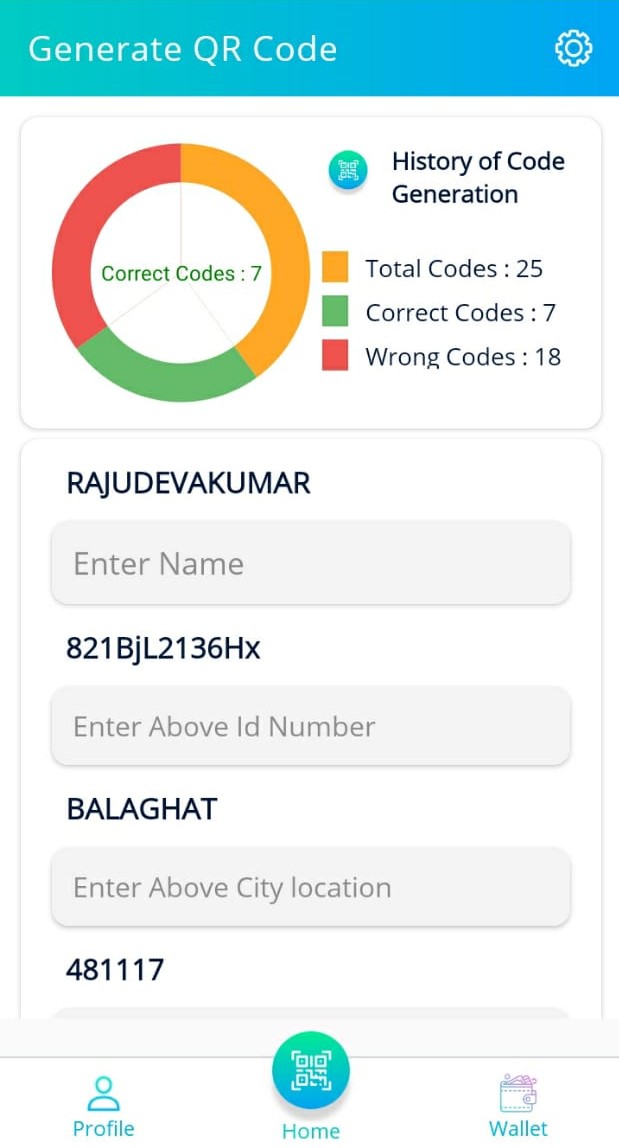 Generate QR Code
History of Code
Generation
Correct Codes : 7
Total Codes : 25
Correct Codes : 7
Wrong Codes : 18
RAJUDEVAKUMAR
Enter Name
821BjL2136Hx
Enter Above Id Number
BALAGHAT
Enter Above City location
481117
Profile
Home
Wallet